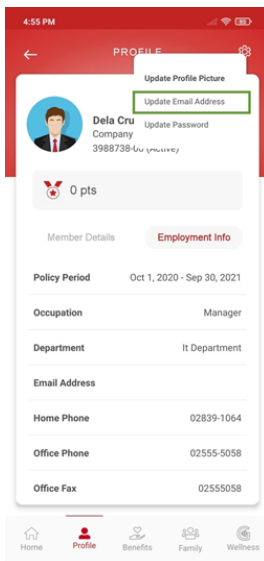 4:55 PM
PROFILE
Update Profile Picture
Update Email Address
Update Password
Dela Cru
Company
3988738-00 (Active)
0 pts
Member Details
Employment Info
Policy Period
Oct 1, 2020 - Sep 30, 2021
Occupation
Manager
Department
It Department
Email Address
Home Phone
02839-1064
Office Phone
02555-5058
Office Fax
02555058
Home
Profile
Benefits
Family
Wellness